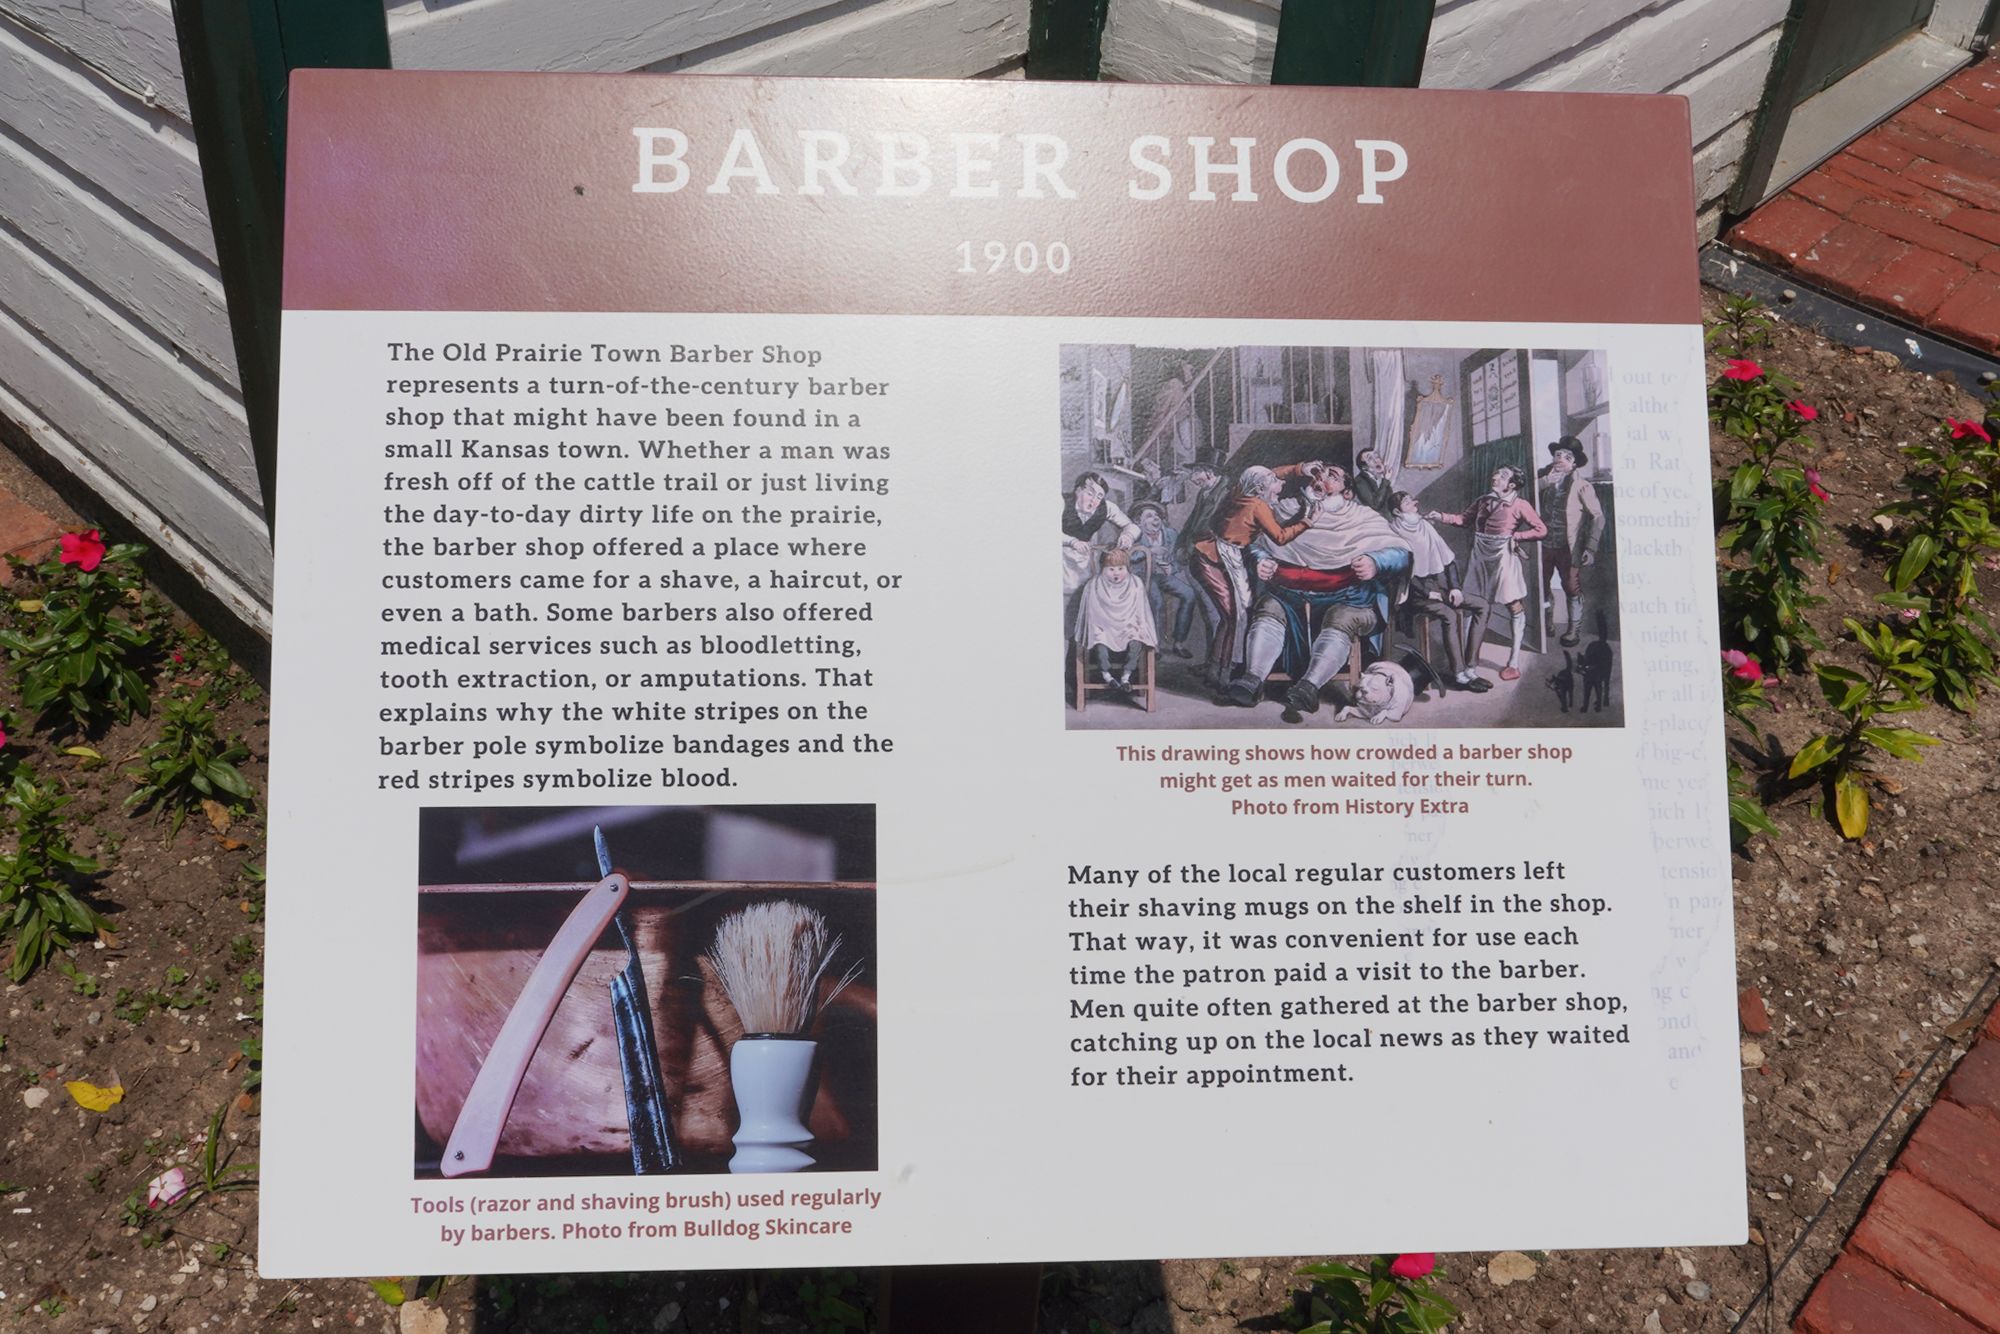 BARBER SHOP
1900
The Old Prairie Town Barber Shop
represents a turn-of-the-century barber
shop that might have been found in a
small Kansas town. Whether a man was
fresh off of the cattle trail or just living
the day-to-day dirty life on the prairie,
the barber shop offered a place where
customers came for a shave, a haircut, or
even a bath. Some barbers also offered
medical services such as bloodletting,
tooth extraction, or amputations. That
explains why the white stripes on the
barber pole symbolize bandages and the
red stripes symbolize blood.
Tools (razor and shaving brush) used regularly
by barbers. Photo from Bulldog Skincare
This drawing shows how crowded a barber shop
might get as men waited for their turn.
Photo from History Extra
Many of the local regular customers left
their shaving mugs on the shelf in the shop.
That way, it was convenient for use each
time the patron paid a visit to the barber.
Men quite often gathered at the barber shop,
catching up on the local news as they waited
for their appointment.